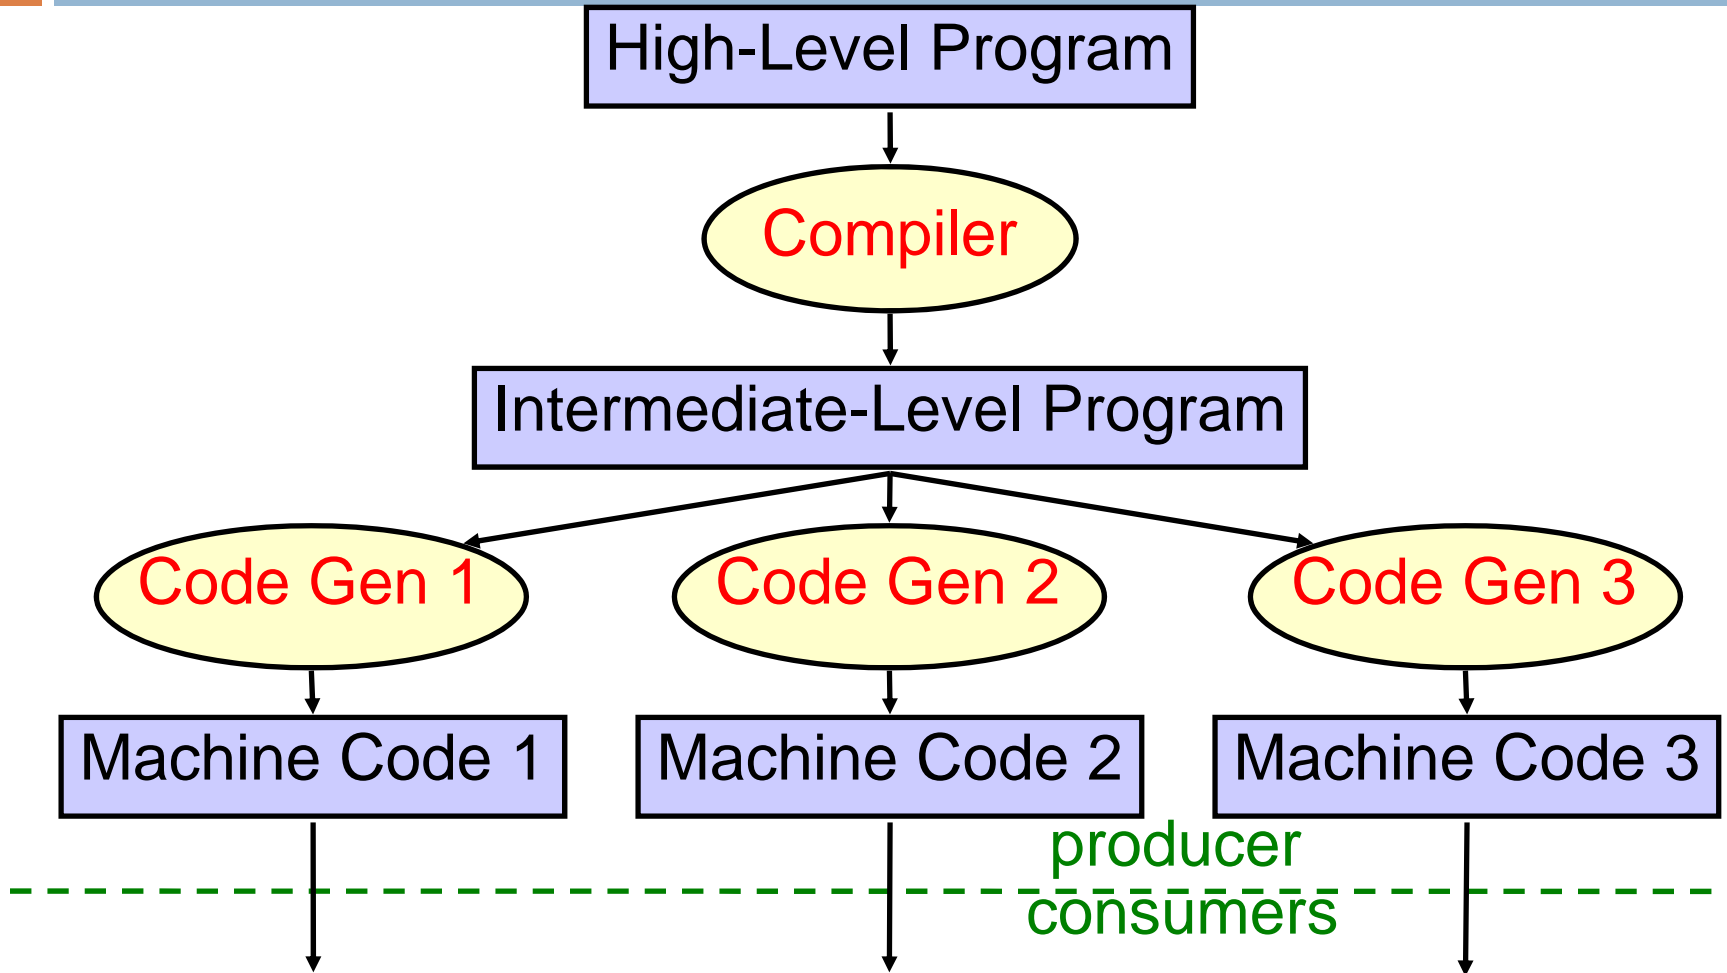 High-Level Program
Compiler
Intermediate-Level Program
Code Gen 1
Code Gen 2
Code Gen 3
Machine Code 1
Machine Code 2
Machine Code 3
producer
consumers